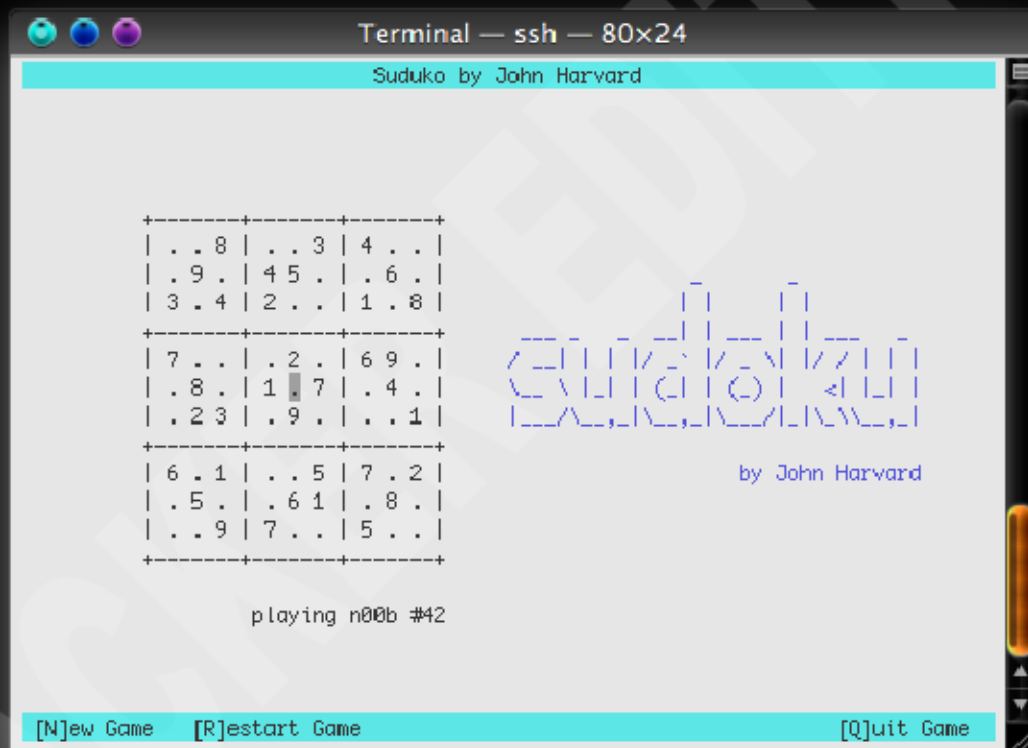 Terminal — ssh — 80×24
Suduko by John Harvard
+-------+-------+-------+
| . . 8 | . . 3 | 4 . . |
| . 9 . | 4 5 . | . 6 . |
| 3 . 4 | 2 . . | 1 . 8 |
+-------+-------+-------+
| 7 . . | . 2 . | 6 9 . |
| . 8 . | 1 . 7 | . 4 . |
| . 2 3 | . 9 . | . . 1 |
+-------+-------+-------+
| 6 . 1 | . . 5 | 7 . 2 |
| . 5 . | . 6 1 | . 8 . |
| . . 9 | 7 . . | 5 . . |
+-------+-------+-------+
sudoku
by John Harvard
playing n00b #42
[N]ew Game [R]estart Game [Q]uit Game